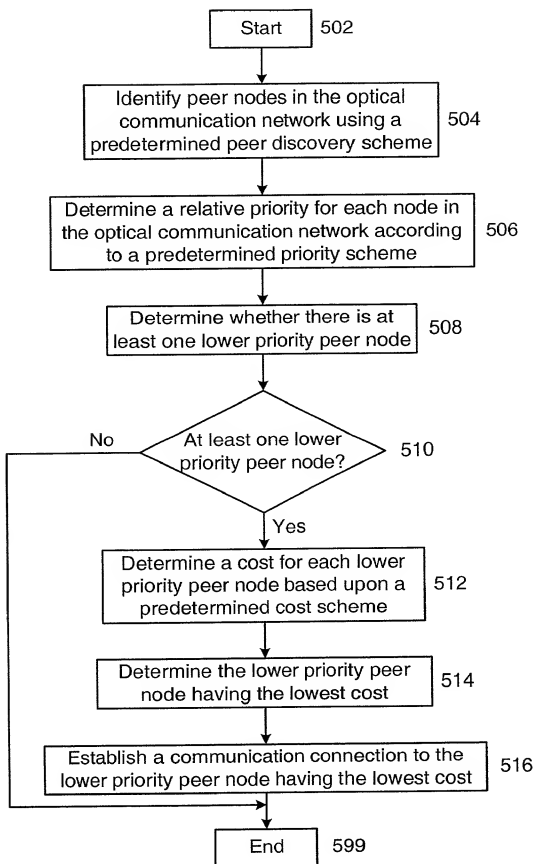 Start
502
Identify peer nodes in the optical
communication network using a
predetermined peer discovery scheme
504
Determine a relative priority for each node in
the optical communication network according
to a predetermined priority scheme
506
Determine whether there is at
least one lower priority peer node
508
No
At least one lower
priority peer node?
510
Yes
Determine a cost for each lower
priority peer node based upon a
predetermined cost scheme
512
Determine the lower priority peer
node having the lowest cost
514
Establish a communication connection to the
lower priority peer node having the lowest cost
516
End
599